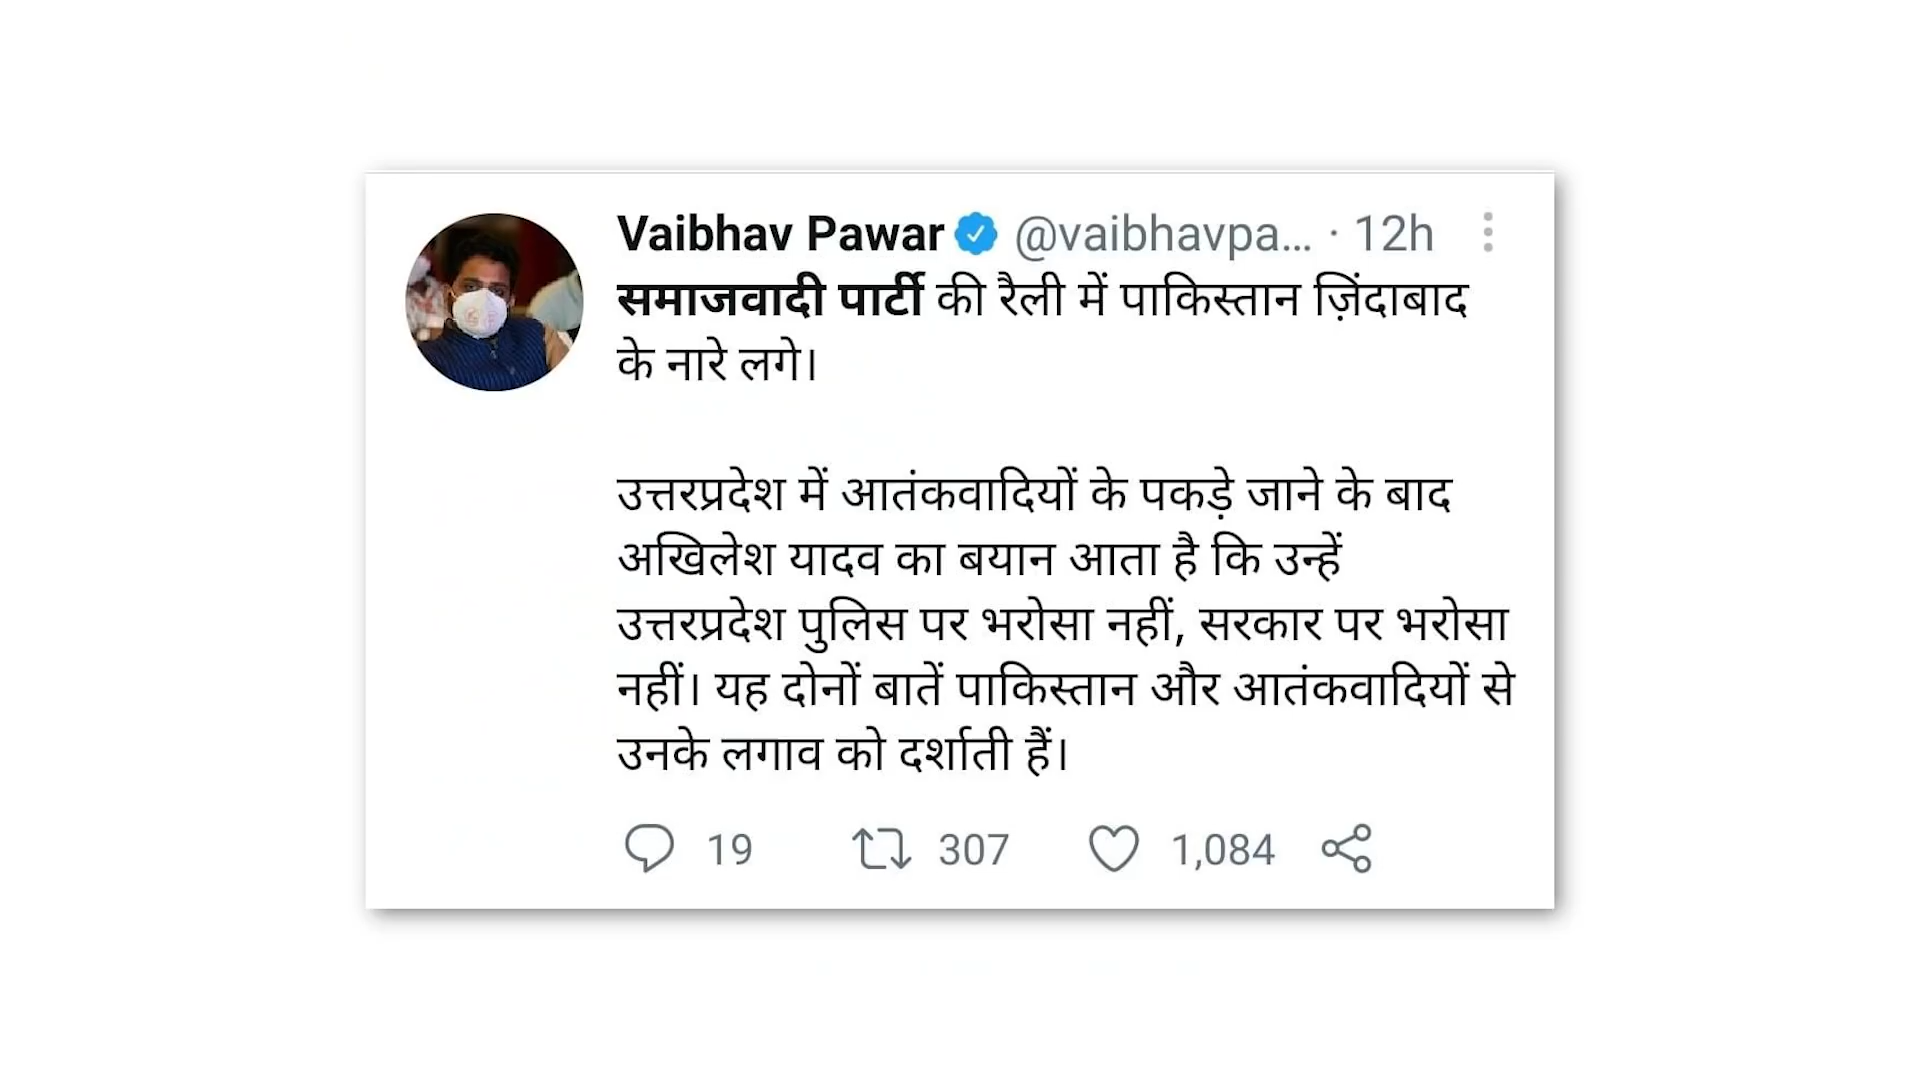 Vaibhav Pawar @vaibhavpa... · 12h
समाजवादी पार्टी की रैली में पाकिस्तान ज़िंदाबाद
के नारे लगे।
उत्तरप्रदेश में आतंकवादियों के पकड़े जाने के बाद
अखिलेश यादव का बयान आता है कि उन्हें
उत्तरप्रदेश पुलिस पर भरोसा नहीं, सरकार पर भरोसा
नहीं। यह दोनों बातें पाकिस्तान और आतंकवादियों से
उनके लगाव को दर्शाती हैं।
19 307 1,084